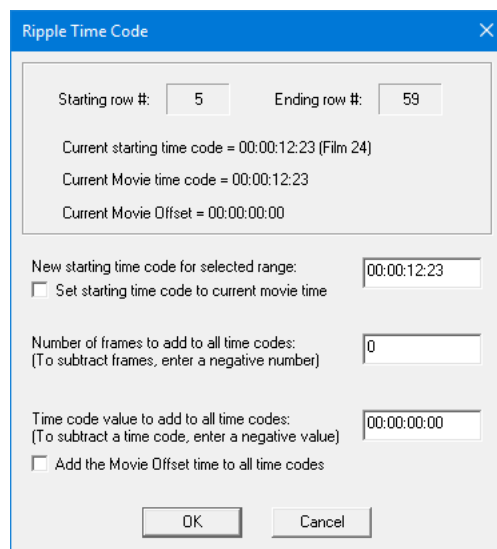 Ripple Time Code
Starting row #: 5 Ending row #: 59
Current starting time code = 00:00:12:23 (Film 24)
Current Movie time code = 00:00:12:23
Current Movie Offset = 00:00:00:00
New starting time code for selected range: 00:00:12:23
Set starting time code to current movie time
Number of frames to add to all time codes: 0
(To subtract frames, enter a negative number)
Time code value to add to all time codes: 00:00:00:00
(To subtract a time code, enter a negative value)
Add the Movie Offset time to all time codes
OK Cancel